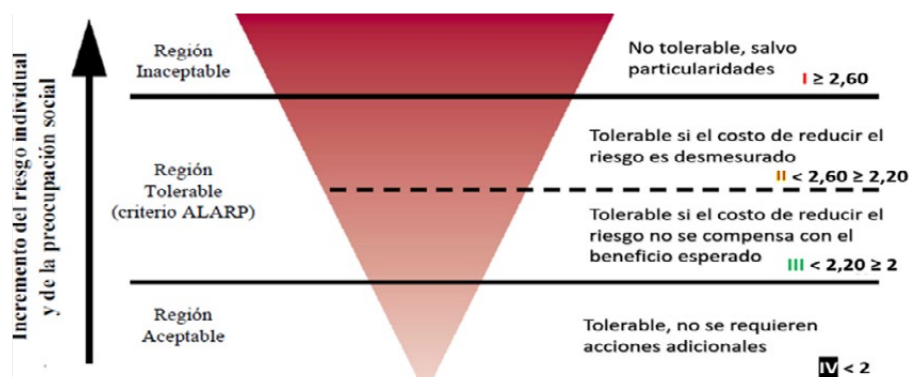 Incremento del riesgo individual
y de la preocupación social
Región
Inaceptable
No tolerable, salvo
particularidades
I ≥ 2,60
Región
Tolerable
(criterio ALARP)
Tolerable si el costo de reducir el
riesgo es desmesurado
II < 2,60 ≥ 2,20
Tolerable si el costo de reducir el
riesgo no se compensa con el
beneficio esperado
III < 2,20 ≥ 2
Región
Aceptable
Tolerable, no se requieren
acciones adicionales
IV < 2